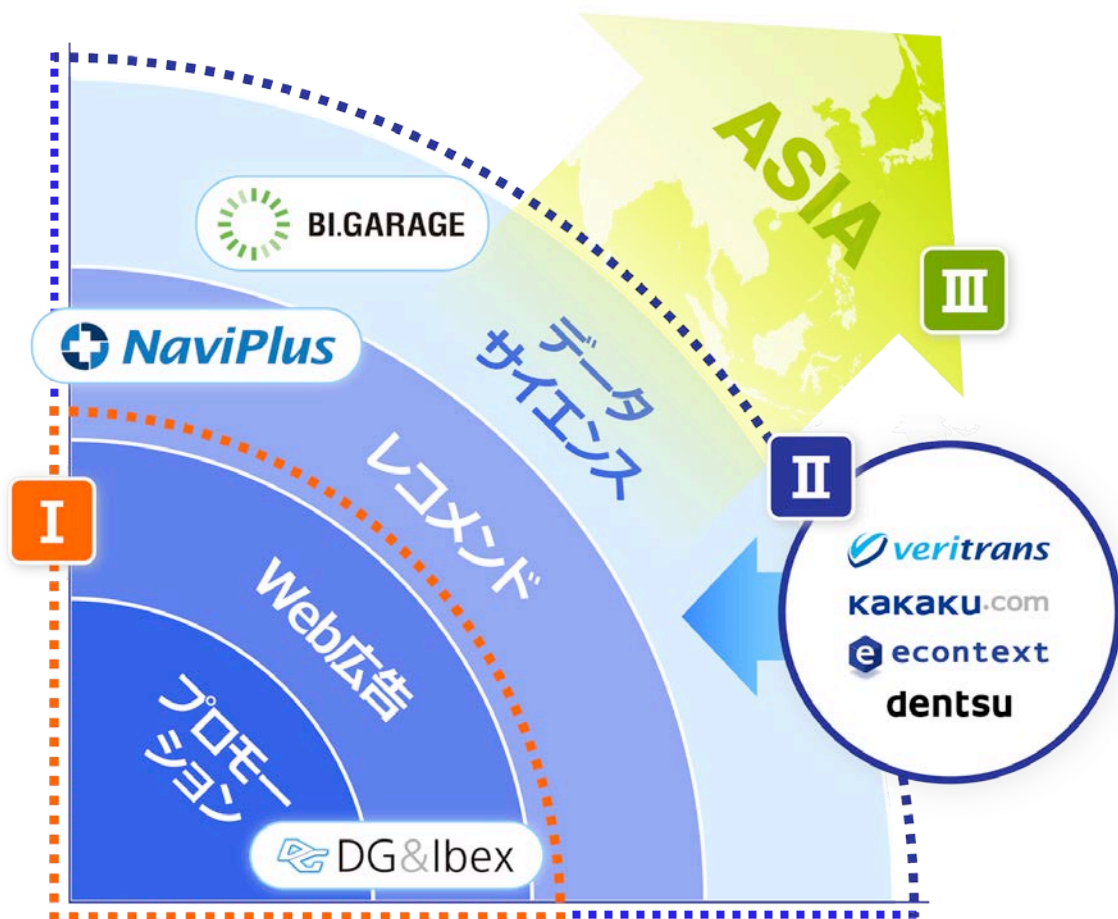 ASIA
III
BI.GARAGE
データ
サイエンス
NaviPlus
レコメンド
II
veritrans
kakaku.com
econtext
dentsu
I
Web広告
プロモー
ション
DG&Ibex